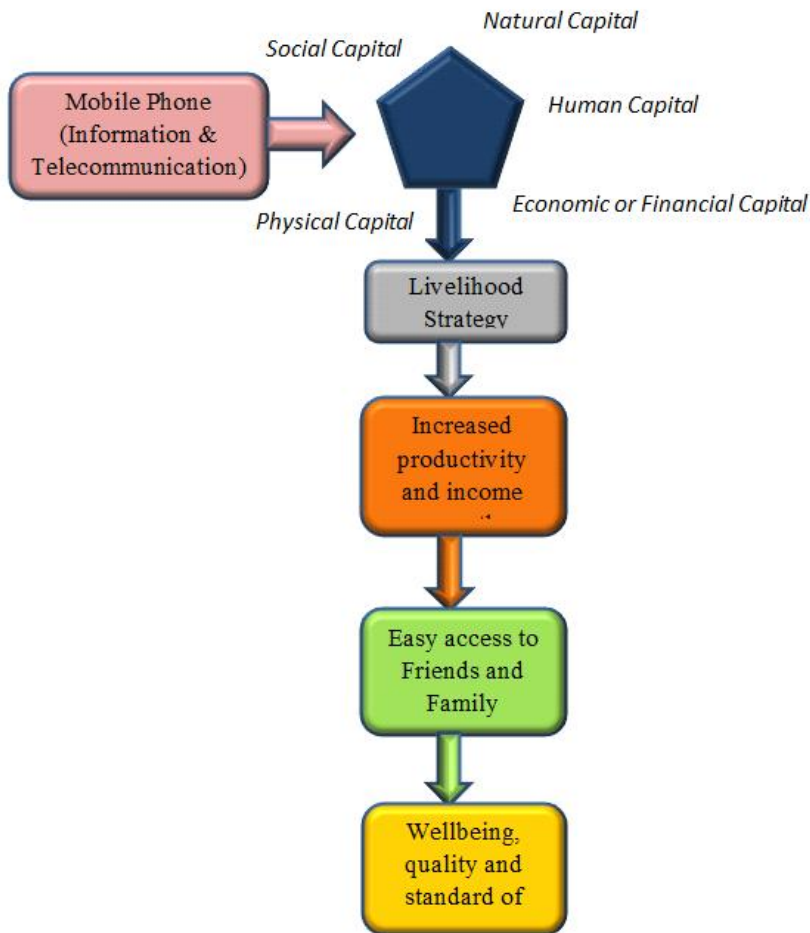 Natural Capital
Social Capital
Mobile Phone
(Information &
Telecommunication)
Human Capital
Economic or Financial Capital
Physical Capital
Livelihood
Strategy
Increased
productivity
and income
Easy access to
Friends and
Family
Wellbeing,
quality and
standard of